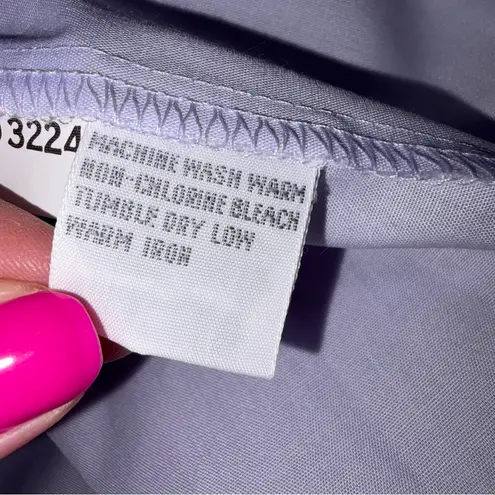 3224
MACHINE WASH WARM
NON-CHLORINE BLEACH
TUMBLE DRY LOW
WARM IRON